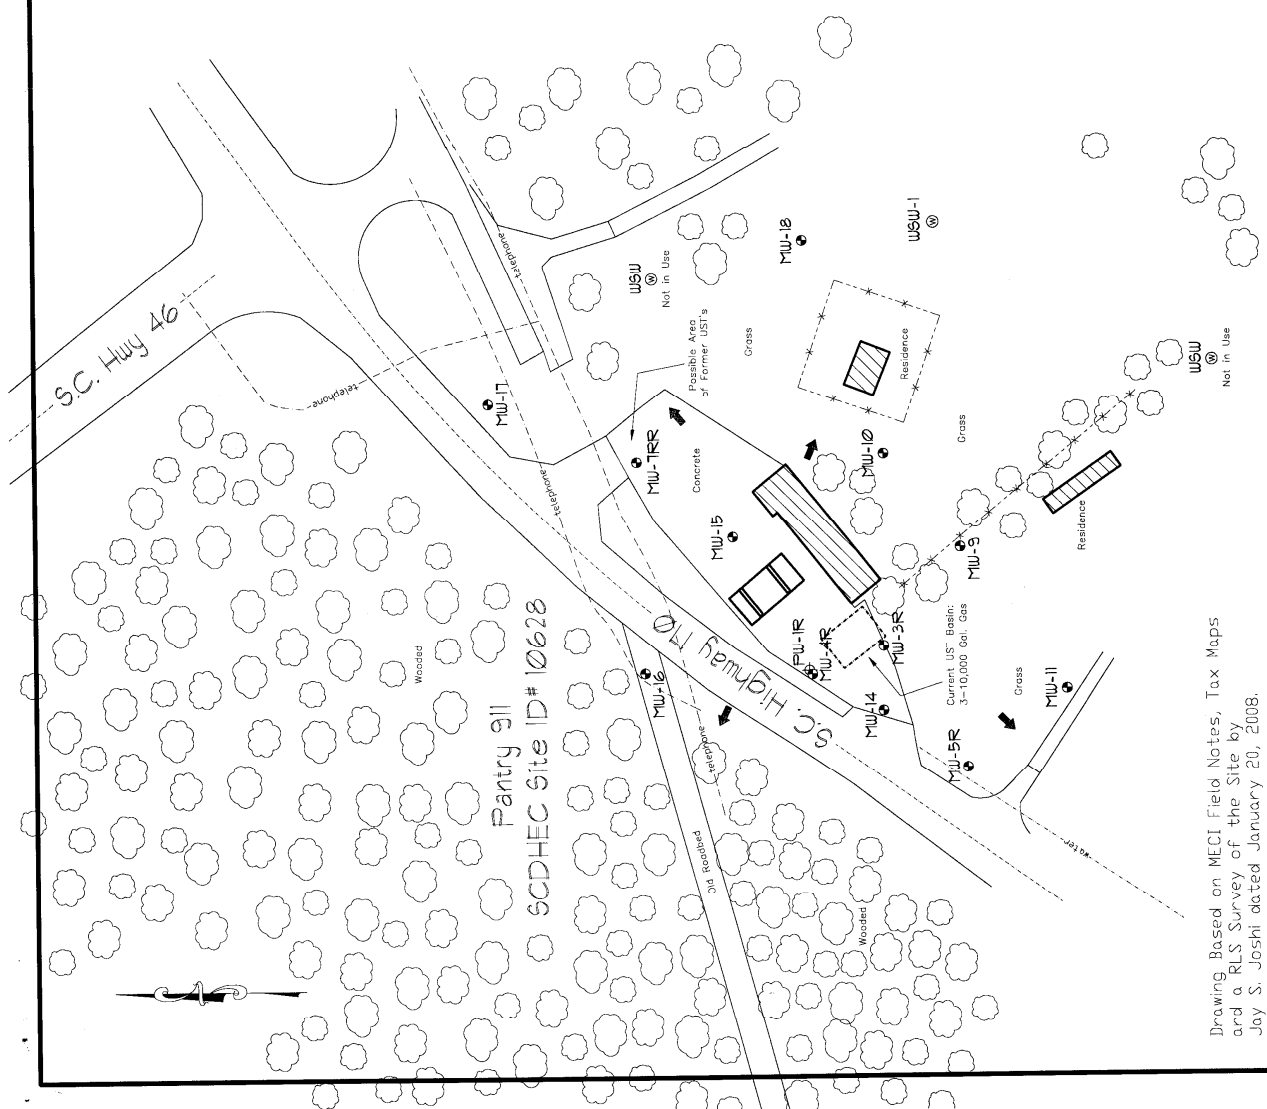 S.C. Hwy 46
telephone
telephone
telephone
telephone
S.C. Highway 170
water
Old Roadbed
Wooded
Wooded
Pantry 911
SCDHEC Site ID# 10628
MW-17
MW-7RR
MW-15
MW-16
MW-14
MW-5R
MW-11
MW-3R
MW-4R
PW-1R
MW-9
MW-10
MW-18
WSW-1
W
WSW
W
Not in Use
WSW
W
Not in Use
Possible Area
of Former UST's
Concrete
Grass
Grass
Grass
Residence
Residence
Current US Basin:
3-10,000 Gal. Gas
Drawing Based on MECI Field Notes, Tax Maps
and a RLS Survey of the Site by
Jay S. Joshi dated January 20, 2008.